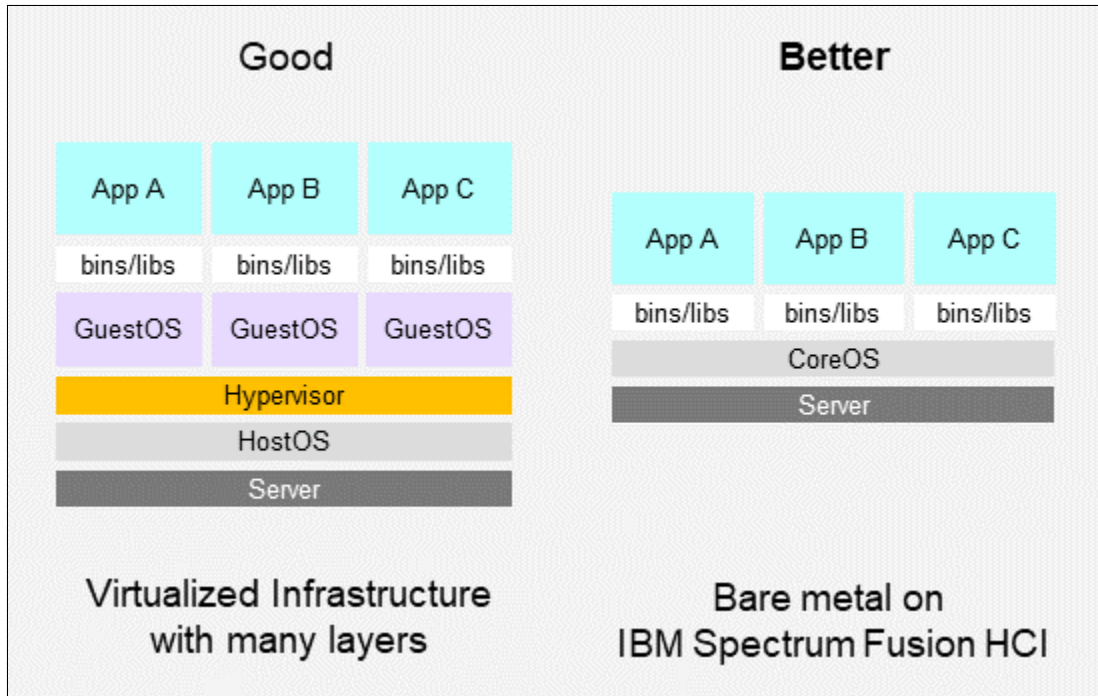 Good
App A App B App C
bins/libs bins/libs bins/libs
GuestOS GuestOS GuestOS
Hypervisor
HostOS
Server
Virtualized Infrastructure
with many layers
Better
App A App B App C
bins/libs bins/libs bins/libs
CoreOS
Server
Bare metal on
IBM Spectrum Fusion HCI